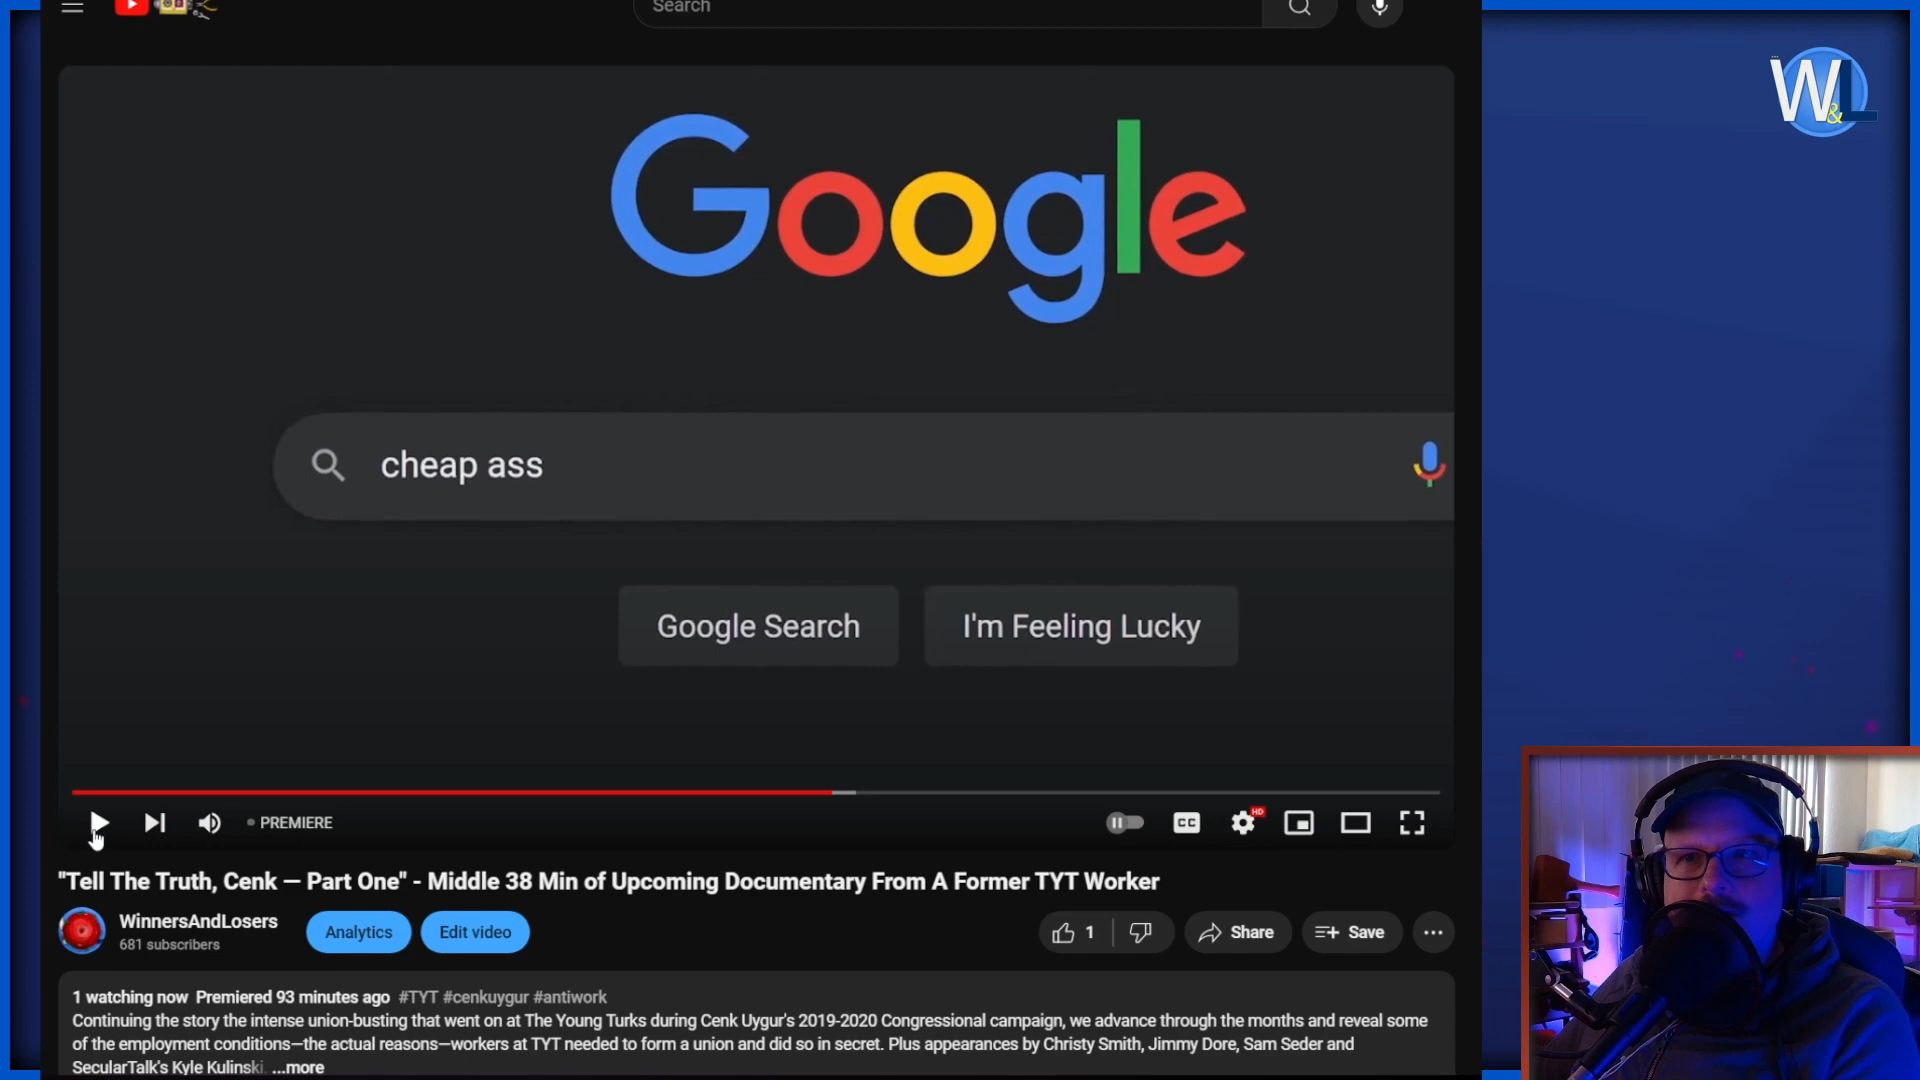 Search
W&L
Google
cheap ass
Google Search
I'm Feeling Lucky
PREMIERE
CC
HD
"Tell The Truth, Cenk — Part One" - Middle 38 Min of Upcoming Documentary From A Former TYT Worker
WinnersAndLosers
681 subscribers
Analytics
Edit video
1
Share
Save
1 watching now Premiered 93 minutes ago #TYT #cenkuygur #antiwork
Continuing the story the intense union-busting that went on at The Young Turks during Cenk Uygur's 2019-2020 Congressional campaign, we advance through the months and reveal some
of the employment conditions—the actual reasons—workers at TYT needed to form a union and did so in secret. Plus appearances by Christy Smith, Jimmy Dore, Sam Seder and
SecularTalk's Kyle Kulinski. ...more